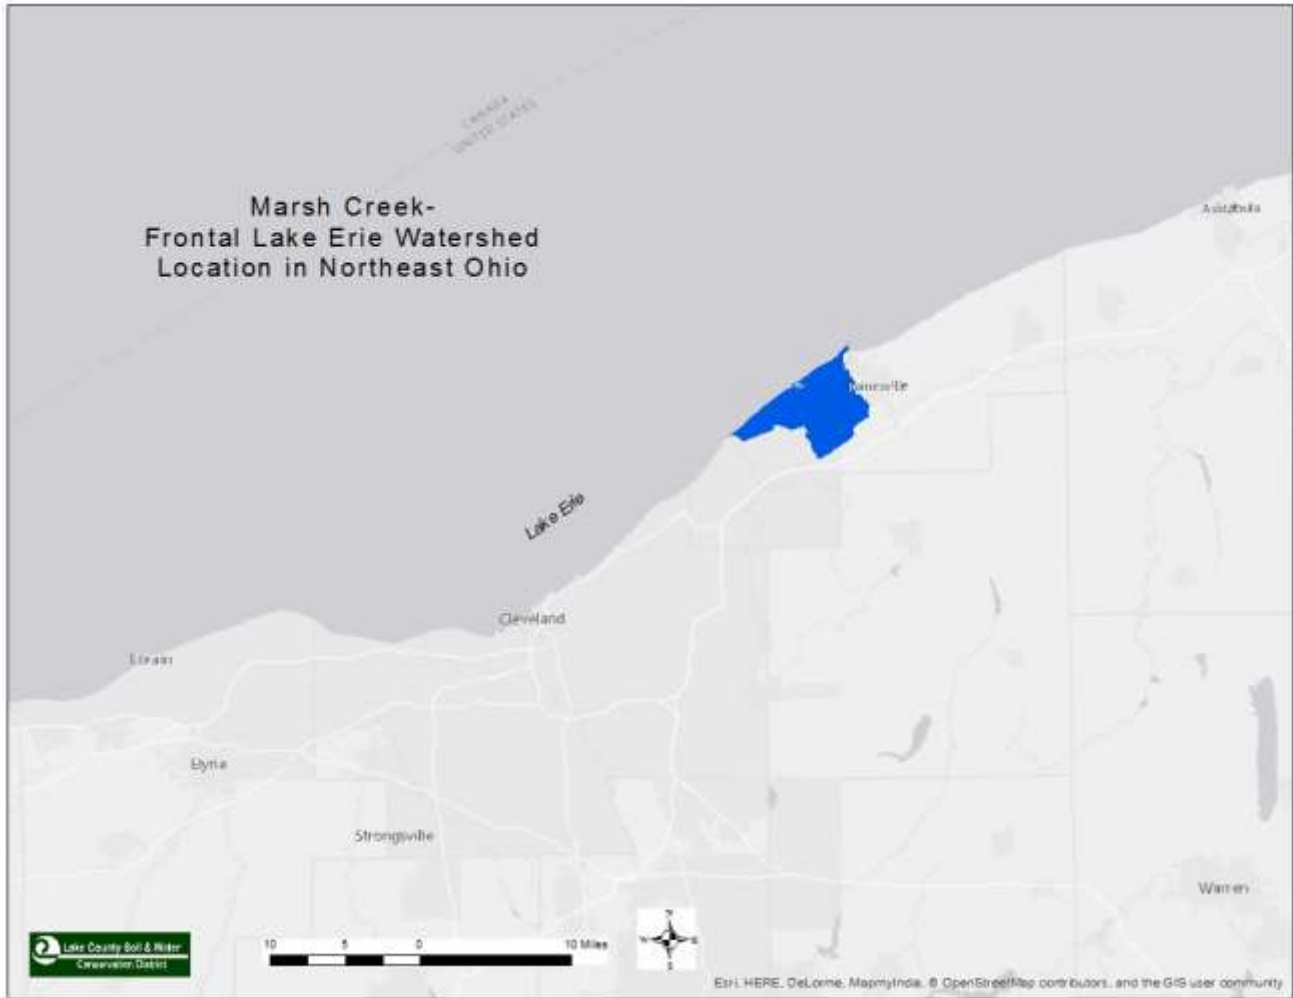 CANADA
UNITED STATES
Marsh Creek-
Frontal Lake Erie Watershed
Location in Northeast Ohio
Ashtabula
Painesville
Lake Erie
Cleveland
Lorain
Elyria
Strongsville
Warren
Lake County Soil & Water
Conservation District
10 5 0 10 Miles
N
W E
S
Esri, HERE, DeLorme, MapmyIndia, © OpenStreetMap contributors, and the GIS user community